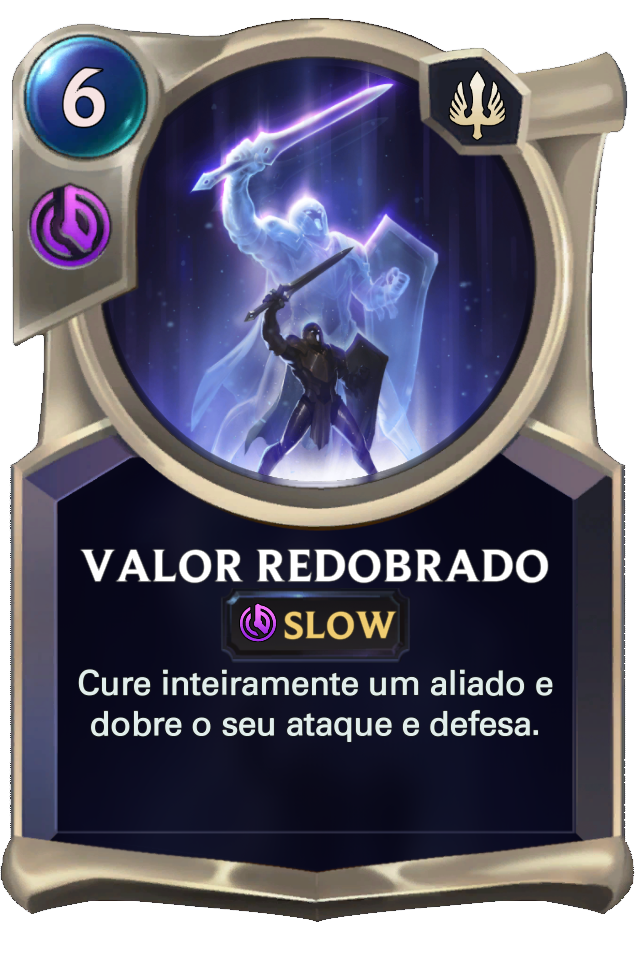 6
VALOR REDOBRADO
SLOW
Cure inteiramente um aliado e
dobre o seu ataque e defesa.